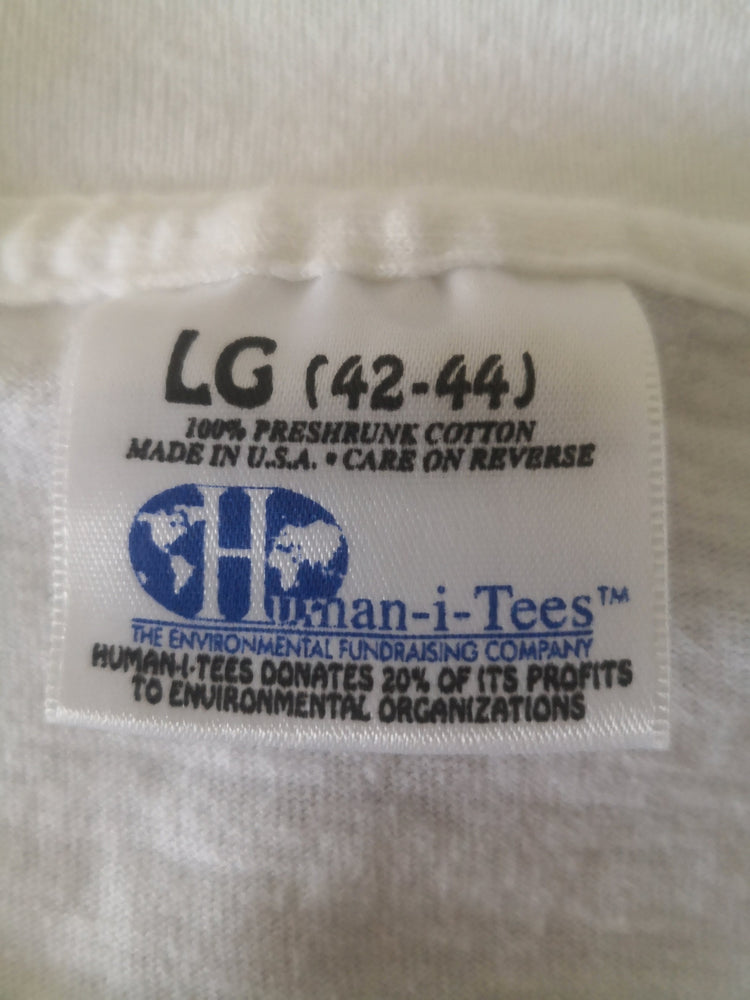 LG (42-44)
100% PRESHRUNK COTTON
MADE IN U.S.A. • CARE ON REVERSE
Human-i-Tees™
THE ENVIRONMENTAL FUNDRAISING COMPANY
HUMAN-I-TEES DONATES 20% OF ITS PROFITS
TO ENVIRONMENTAL ORGANIZATIONS